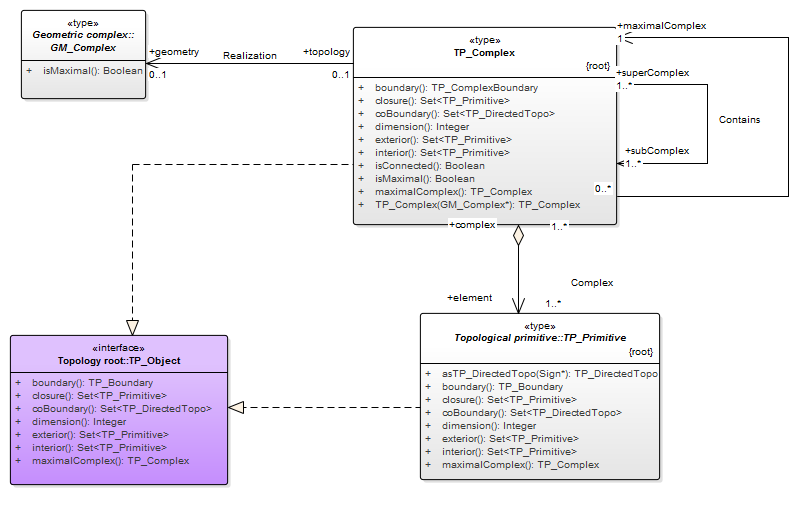 «type»
Geometric complex::
GM_Complex
+ isMaximal(): Boolean
+geometry
0..1
Realization
+topology
0..1
«type»
TP_Complex
{root}
+ boundary(): TP_ComplexBoundary
+ closure(): Set<TP_Primitive>
+ coBoundary(): Set<TP_DirectedTopo>
+ dimension(): Integer
+ exterior(): Set<TP_Primitive>
+ interior(): Set<TP_Primitive>
+ isConnected(): Boolean
+ isMaximal(): Boolean
+ maximalComplex(): TP_Complex
+ TP_Complex(GM_Complex*): TP_Complex
+maximalComplex
1
+superComplex
1..*
Contains
+subComplex
1..*
0..*
+complex
1..*
Complex
+element
1..*
«interface»
Topology root::TP_Object
+ boundary(): TP_Boundary
+ closure(): Set<TP_Primitive>
+ coBoundary(): Set<TP_DirectedTopo>
+ dimension(): Integer
+ exterior(): Set<TP_Primitive>
+ interior(): Set<TP_Primitive>
+ maximalComplex(): TP_Complex
«type»
Topological primitive::TP_Primitive
{root}
+ asTP_DirectedTopo(Sign*): TP_DirectedTopo
+ boundary(): TP_Boundary
+ closure(): Set<TP_Primitive>
+ coBoundary(): Set<TP_DirectedTopo>
+ dimension(): Integer
+ exterior(): Set<TP_Primitive>
+ interior(): Set<TP_Primitive>
+ maximalComplex(): TP_Complex